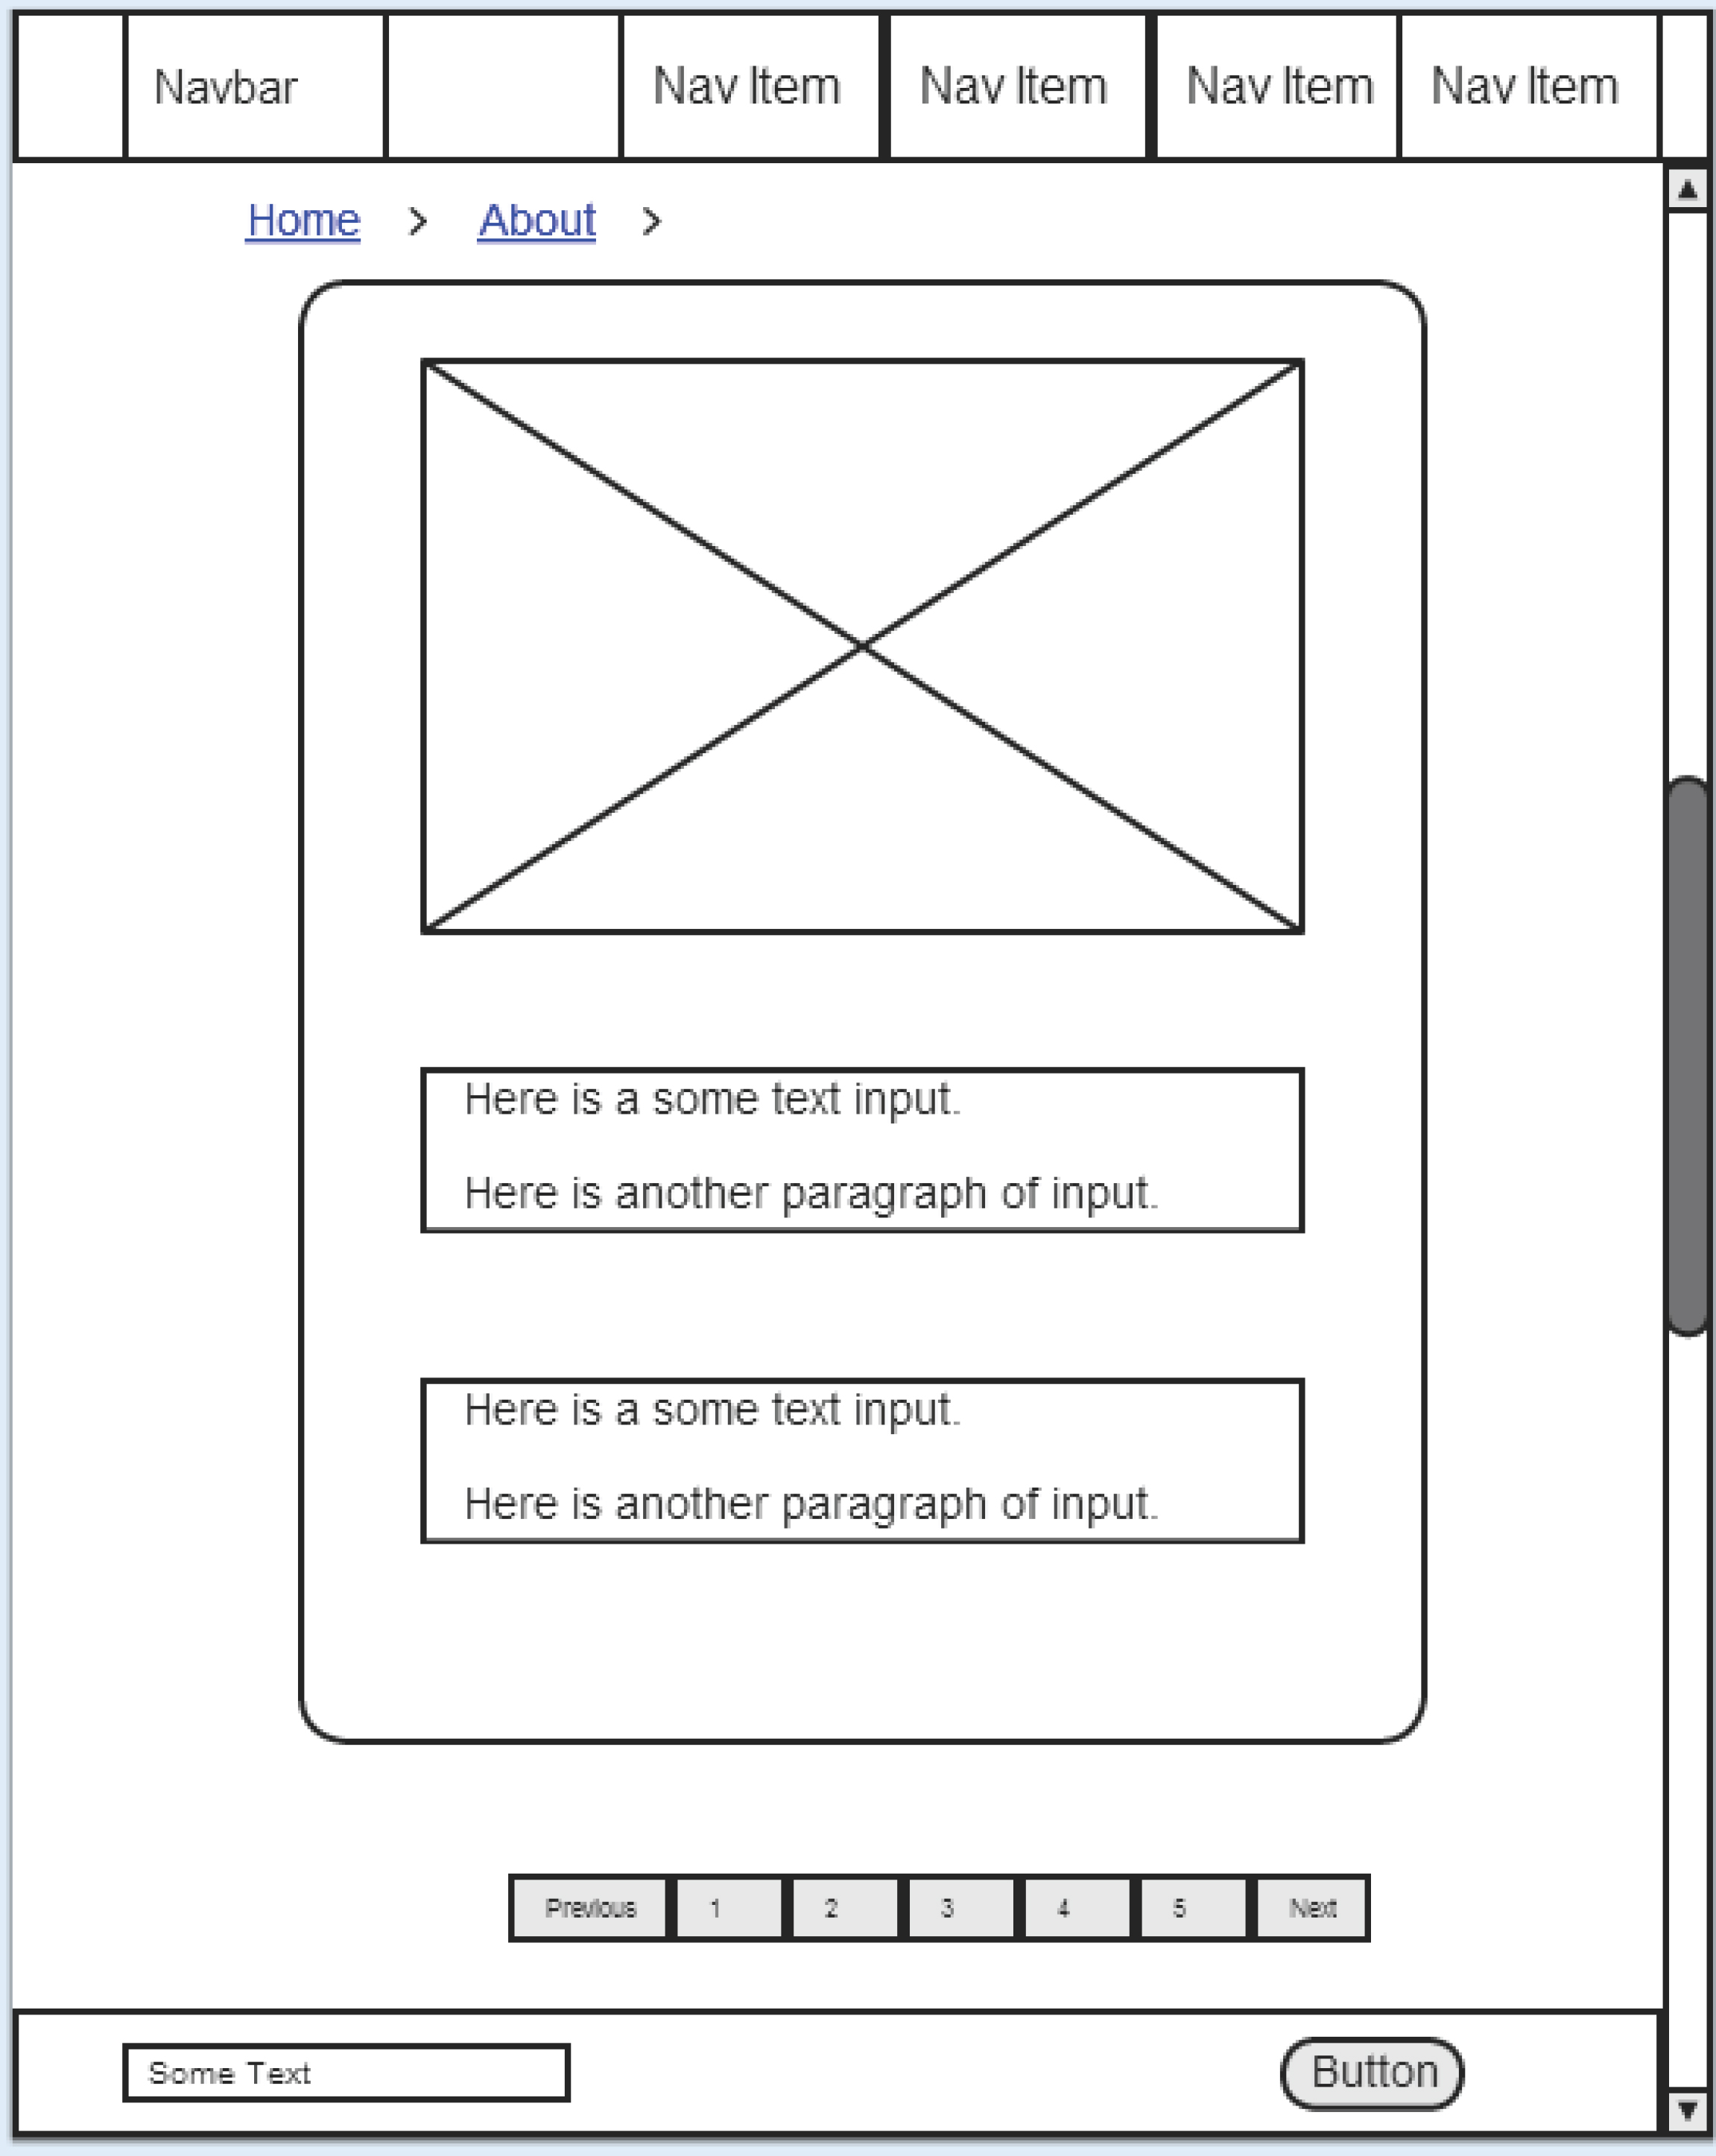 Navbar Nav Item Nav Item Nav Item Nav Item
Home > About >
Here is a some text input.
Here is another paragraph of input.
Here is a some text input.
Here is another paragraph of input.
Previous 1 2 3 4 5 Next
Some Text Button